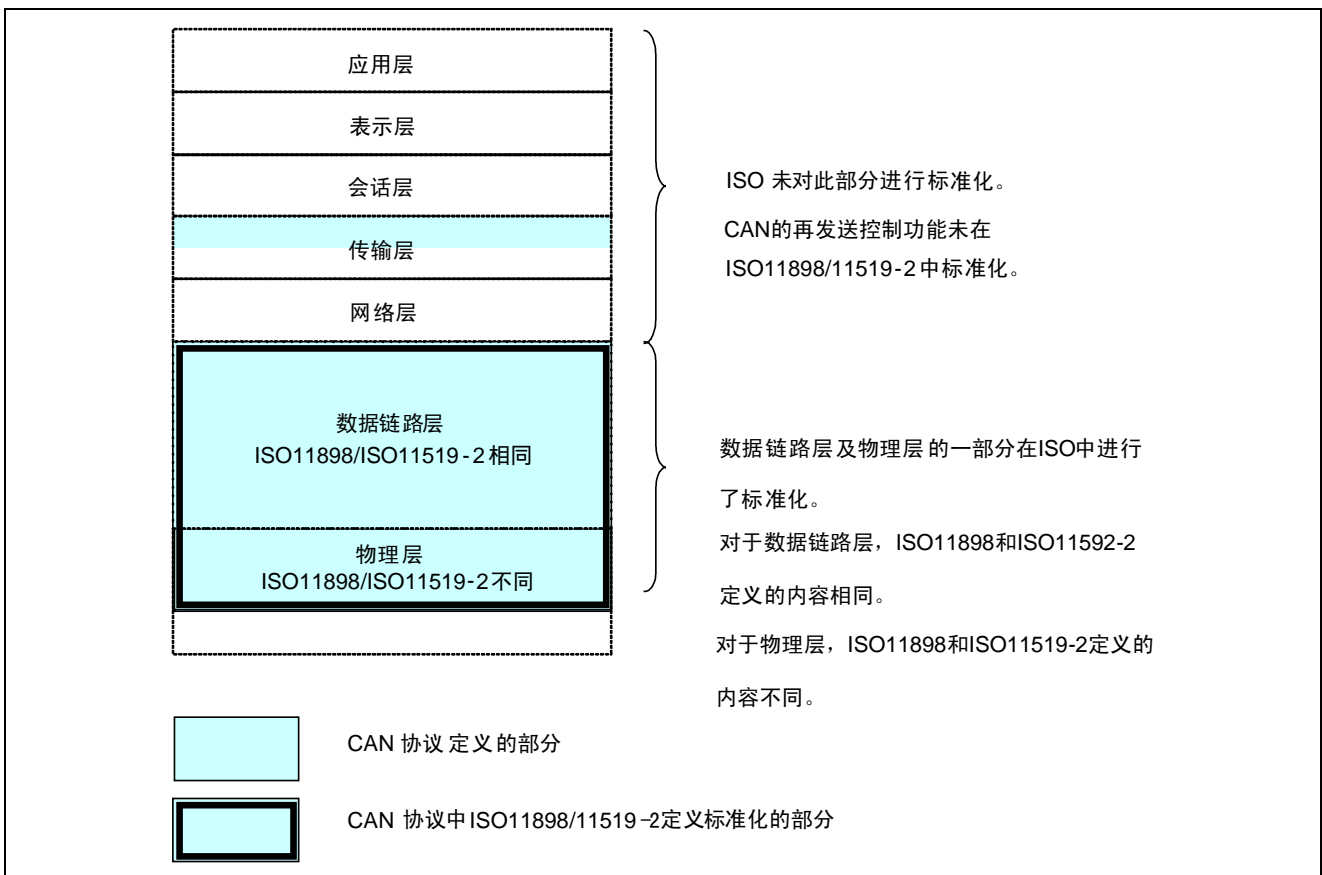 应用层
表示层
会话层
传输层
网络层
数据链路层
ISO11898/ISO11519-2相同
物理层
ISO11898/ISO11519-2不同
ISO 未对此部分进行标准化。
CAN的再发送控制功能未在
ISO11898/11519-2中标准化。
数据链路层及物理层的一部分在ISO中进行
了标准化。
对于数据链路层，ISO11898和ISO11592-2
定义的内容相同。
对于物理层，ISO11898和ISO11519-2定义的
内容不同。
CAN 协议定义的部分
CAN 协议中ISO11898/11519-2定义标准化的部分